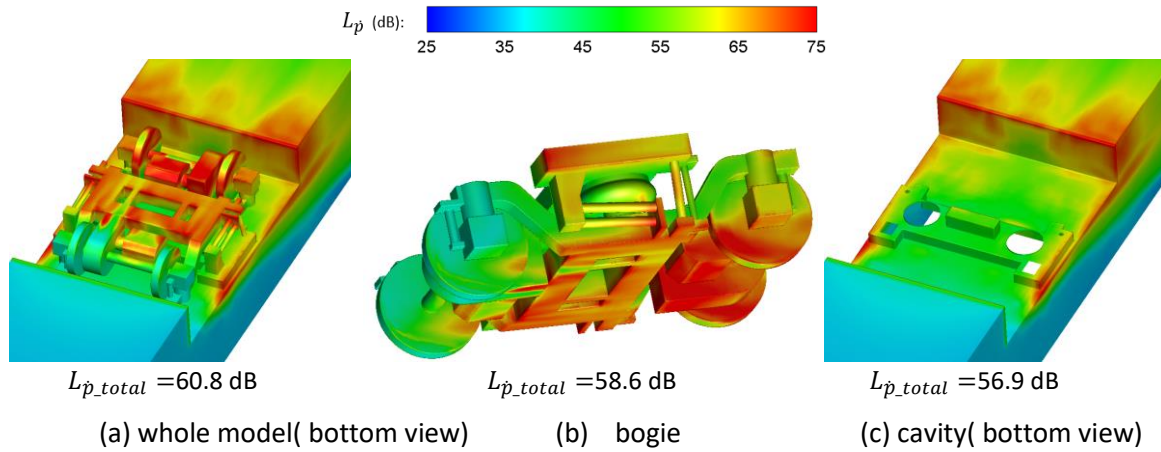 L_ṗ (dB):
25 35 45 55 65 75
L_ṗ_total =60.8 dB L_ṗ_total =58.6 dB L_ṗ_total =56.9 dB
(a) whole model( bottom view) (b) bogie (c) cavity( bottom view)